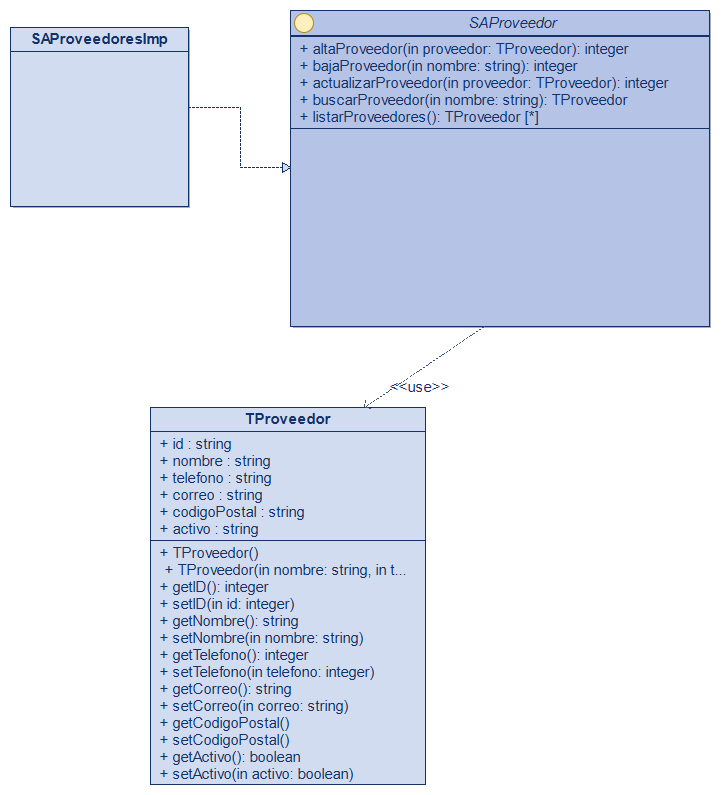 SAProveedoresImp
SAProveedor
+ altaProveedor(in proveedor: TProveedor): integer
+ bajaProveedor(in nombre: string): integer
+ actualizarProveedor(in proveedor: TProveedor): integer
+ buscarProveedor(in nombre: string): TProveedor
+ listarProveedores(): TProveedor [*]
<<use>>
TProveedor
+ id : string
+ nombre : string
+ telefono : string
+ correo : string
+ codigoPostal : string
+ activo : string
+ TProveedor()
+ TProveedor(in nombre: string, in t...
+ getID(): integer
+ setID(in id: integer)
+ getNombre(): string
+ setNombre(in nombre: string)
+ getTelefono(): integer
+ setTelefono(in telefono: integer)
+ getCorreo(): string
+ setCorreo(in correo: string)
+ getCodigoPostal()
+ setCodigoPostal()
+ getActivo(): boolean
+ setActivo(in activo: boolean)